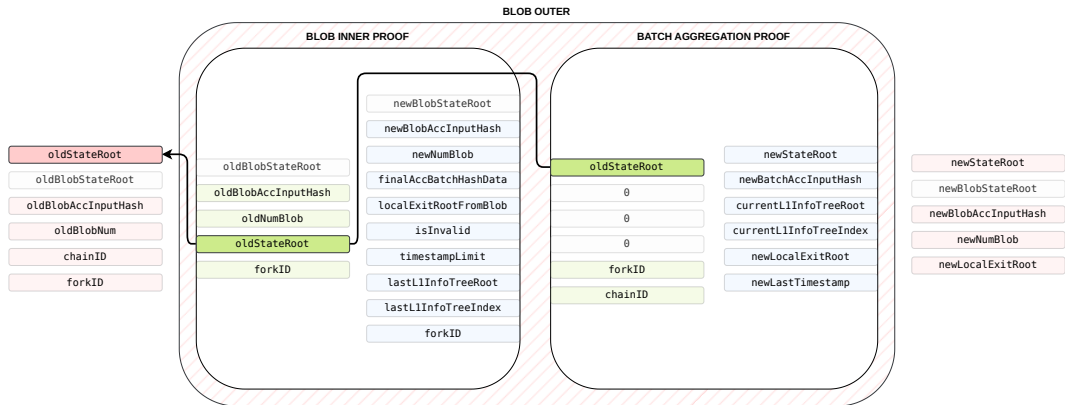 BLOB OUTER
BLOB INNER PROOF
BATCH AGGREGATION PROOF
oldStateRoot
oldBlobStateRoot
oldBlobAccInputHash
oldBlobNum
chainID
forkID
oldBlobStateRoot
oldBlobAccInputHash
oldNumBlob
oldStateRoot
forkID
newBlobStateRoot
newBlobAccInputHash
newNumBlob
finalAccBatchHashData
localExitRootFromBlob
isInvalid
timestampLimit
lastL1InfoTreeRoot
lastL1InfoTreeIndex
forkID
oldStateRoot
0
0
0
forkID
chainID
newStateRoot
newBatchAccInputHash
currentL1InfoTreeRoot
currentL1InfoTreeIndex
newLocalExitRoot
newLastTimestamp
newStateRoot
newBlobStateRoot
newBlobAccInputHash
newNumBlob
newLocalExitRoot